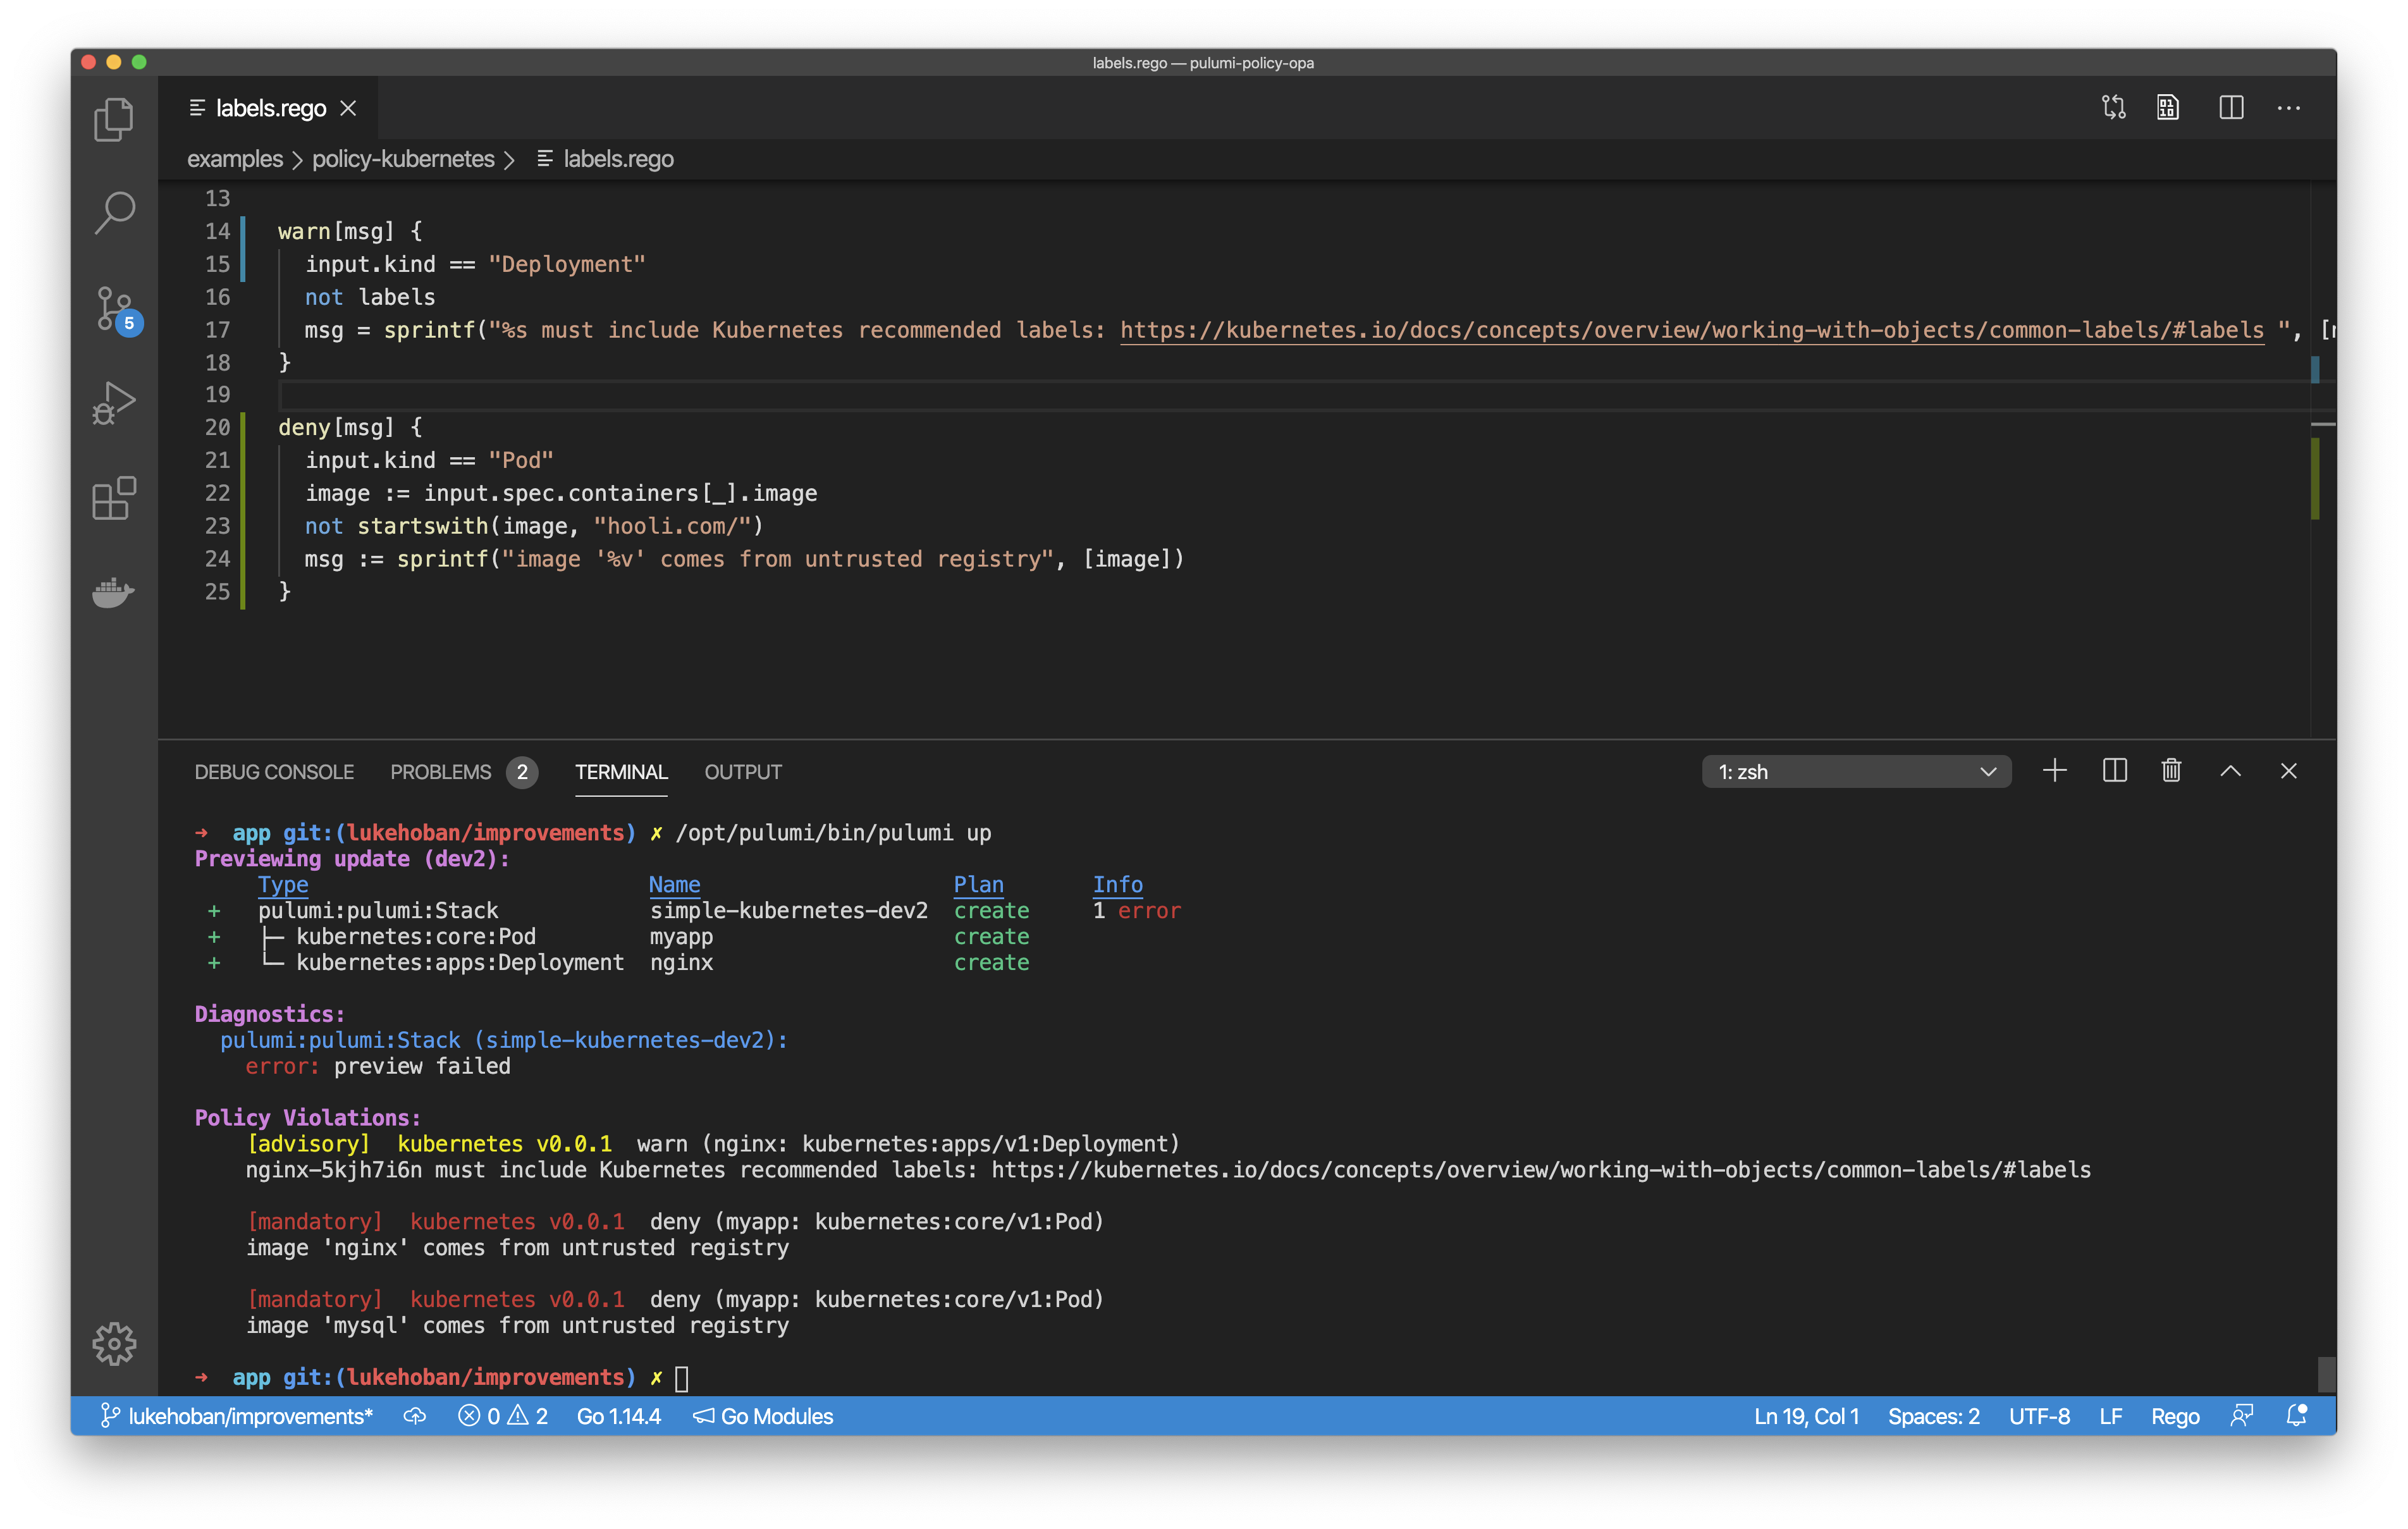 labels.rego — pulumi-policy-opa
labels.rego
examples > policy-kubernetes > labels.rego
13
14 warn[msg] {
15 input.kind == "Deployment"
16 not labels
17 msg = sprintf("%s must include Kubernetes recommended labels: https://kubernetes.io/docs/concepts/overview/working-with-objects/common-labels/#labels ", [
18 }
19
20 deny[msg] {
21 input.kind == "Pod"
22 image := input.spec.containers[_].image
23 not startswith(image, "hooli.com/")
24 msg := sprintf("image '%v' comes from untrusted registry", [image])
25 }
5
DEBUG CONSOLE PROBLEMS 2 TERMINAL OUTPUT 1: zsh
➜ app git:(lukehoban/improvements) ✗ /opt/pulumi/bin/pulumi up
Previewing update (dev2):
Type Name Plan Info
+ pulumi:pulumi:Stack simple-kubernetes-dev2 create 1 error
+ ├─ kubernetes:core:Pod myapp create
+ └─ kubernetes:apps:Deployment nginx create
Diagnostics:
pulumi:pulumi:Stack (simple-kubernetes-dev2):
error: preview failed
Policy Violations:
[advisory] kubernetes v0.0.1 warn (nginx: kubernetes:apps/v1:Deployment)
nginx-5kjh7i6n must include Kubernetes recommended labels: https://kubernetes.io/docs/concepts/overview/working-with-objects/common-labels/#labels
[mandatory] kubernetes v0.0.1 deny (myapp: kubernetes:core/v1:Pod)
image 'nginx' comes from untrusted registry
[mandatory] kubernetes v0.0.1 deny (myapp: kubernetes:core/v1:Pod)
image 'mysql' comes from untrusted registry
➜ app git:(lukehoban/improvements) ✗
lukehoban/improvements* 0 2 Go 1.14.4 Go Modules Ln 19, Col 1 Spaces: 2 UTF-8 LF Rego